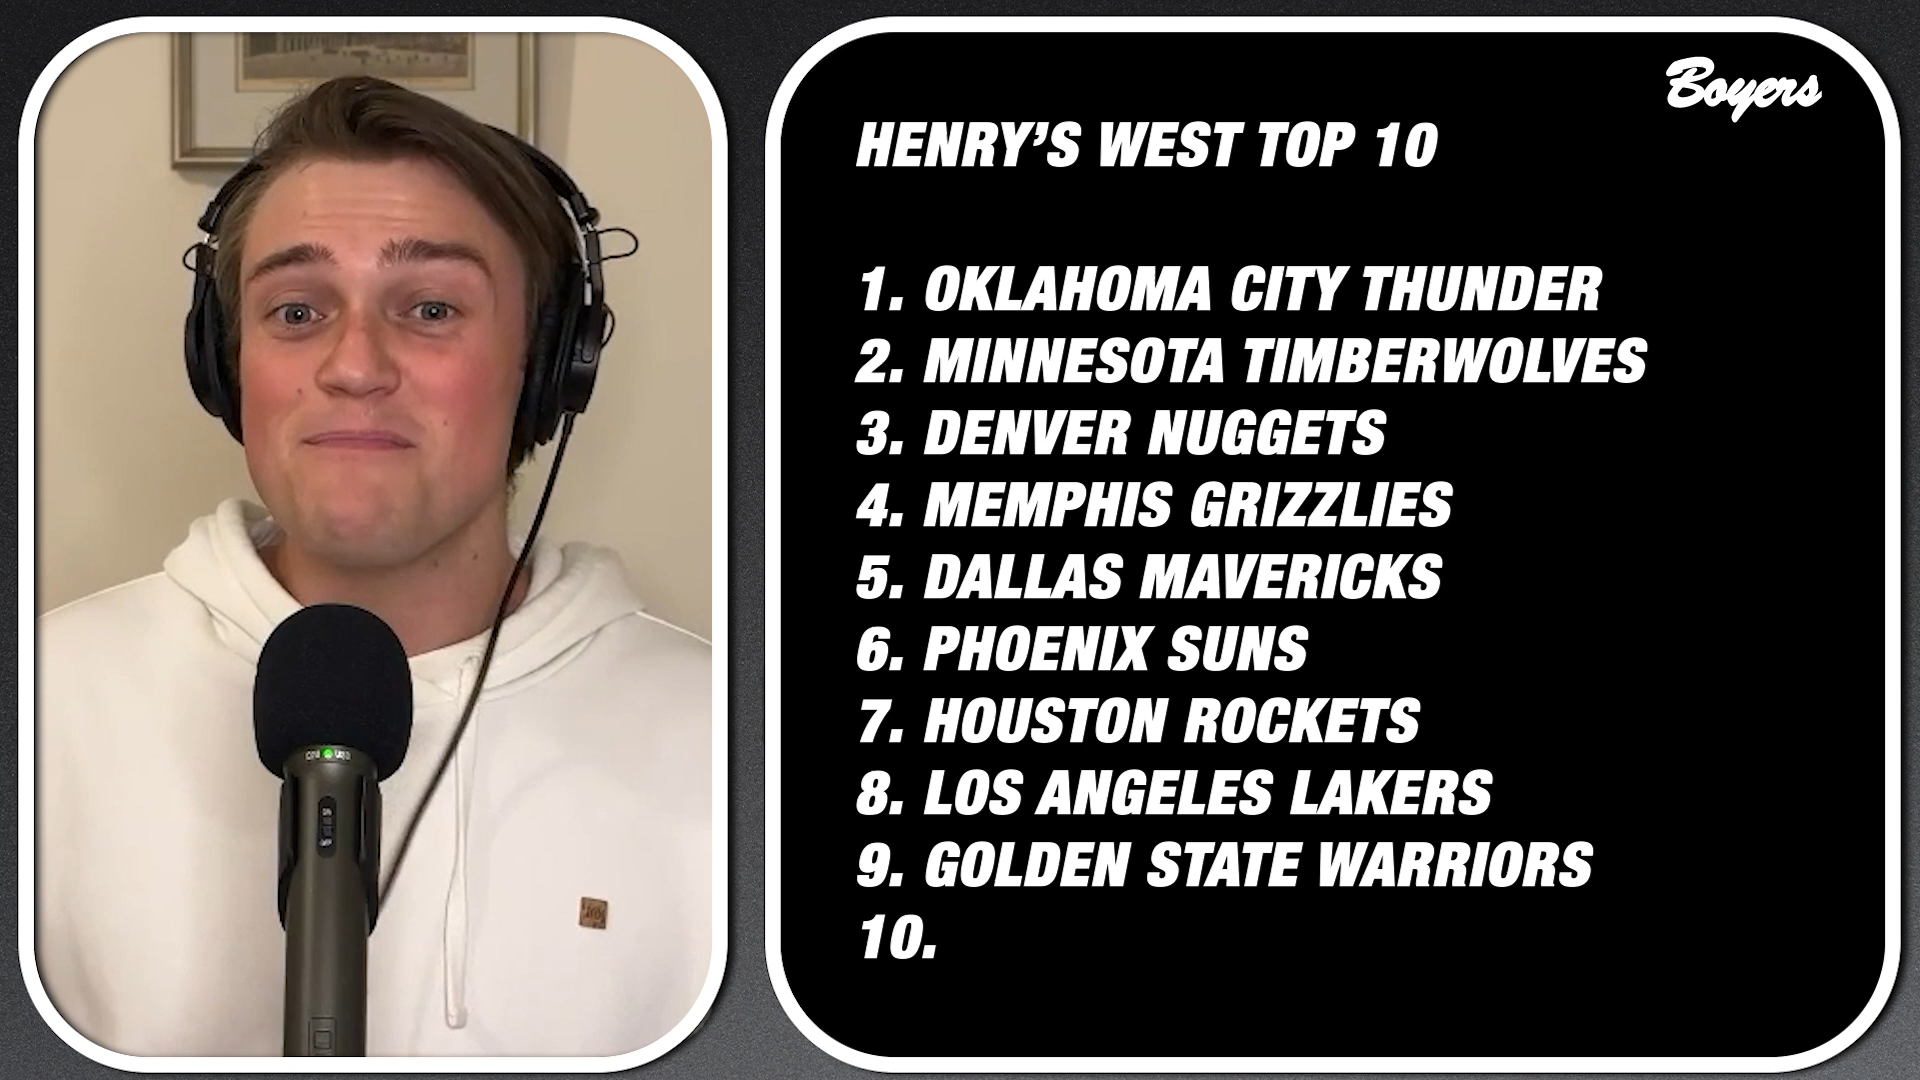 Boyers
HENRY’S WEST TOP 10
1. OKLAHOMA CITY THUNDER
2. MINNESOTA TIMBERWOLVES
3. DENVER NUGGETS
4. MEMPHIS GRIZZLIES
5. DALLAS MAVERICKS
6. PHOENIX SUNS
7. HOUSTON ROCKETS
8. LOS ANGELES LAKERS
9. GOLDEN STATE WARRIORS
10.